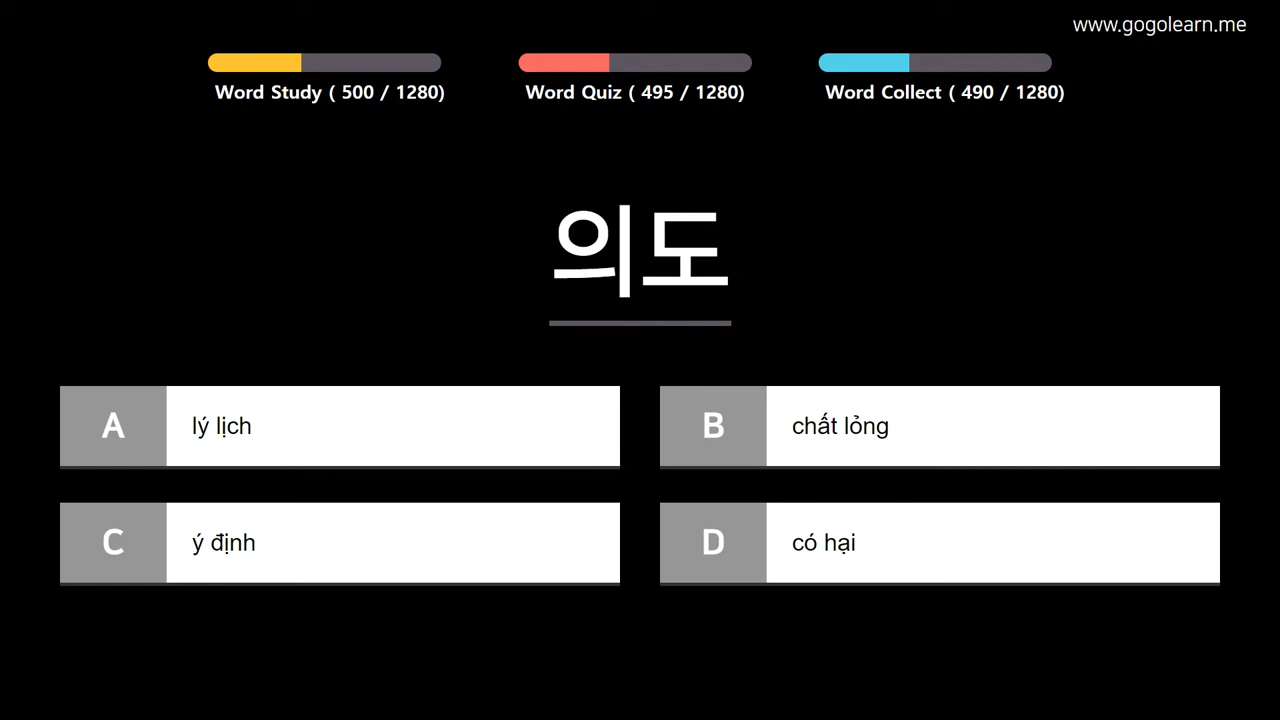 www.gogolearn.me
Word Study ( 500 / 1280)
Word Quiz ( 495 / 1280)
Word Collect ( 490 / 1280)
의도
A lý lịch
B chất lỏng
C ý định
D có hại